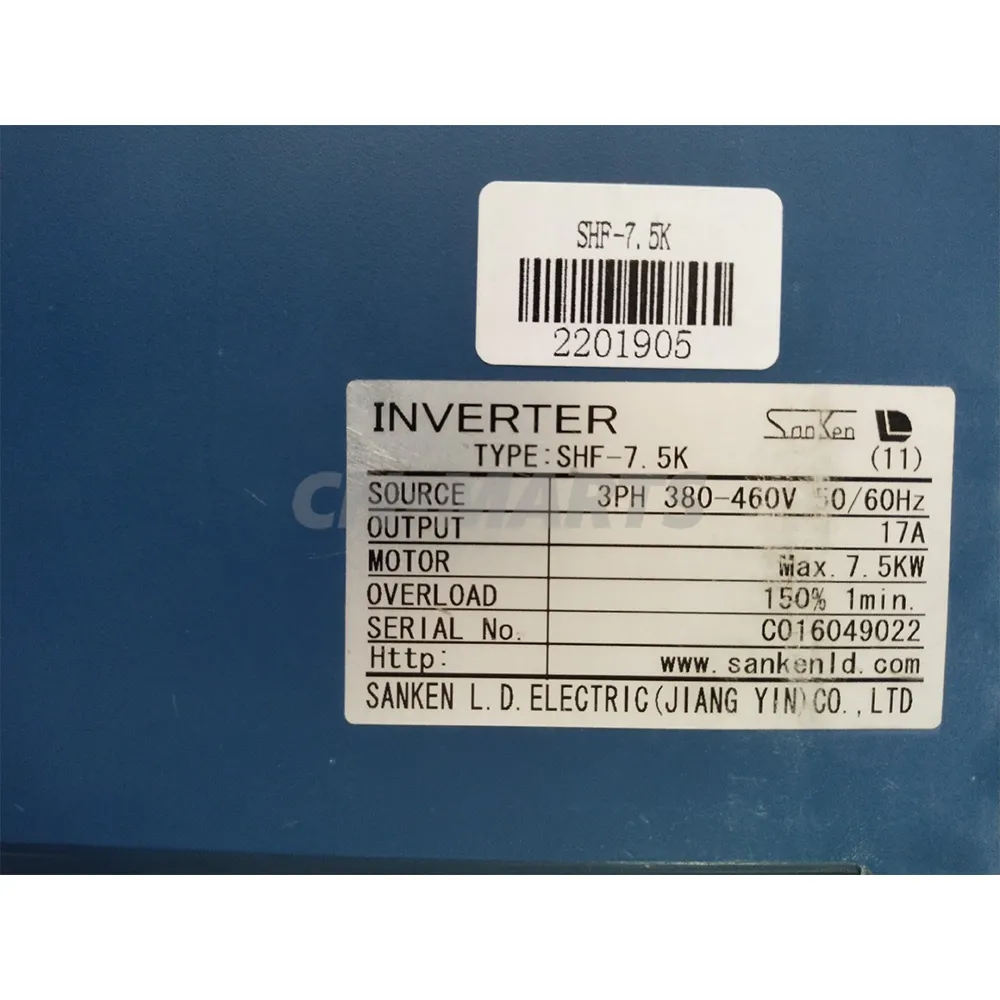 SHF-7.5K
2201905
INVERTER SanKen
TYPE:SHF-7.5K (11)
SOURCE 3PH 380-460V 50/60Hz
OUTPUT 17A
MOTOR Max. 7.5KW
OVERLOAD 150% 1min.
SERIAL No. C016049022
Http: www.sankenld.com
SANKEN L.D.ELECTRIC(JIANG YIN)CO.,LTD